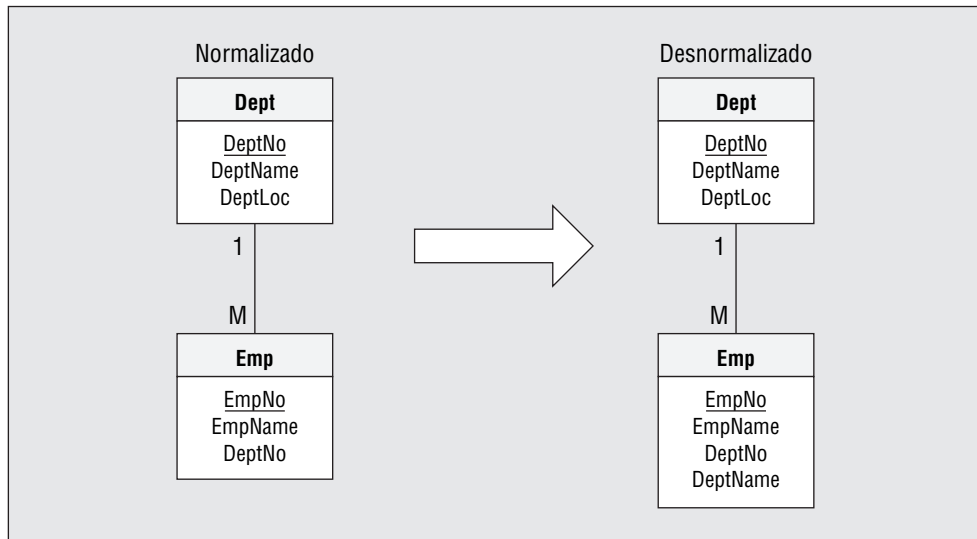 Normalizado
Dept
DeptNo
DeptName
DeptLoc
1
M
Emp
EmpNo
EmpName
DeptNo
Desnormalizado
Dept
DeptNo
DeptName
DeptLoc
1
M
Emp
EmpNo
EmpName
DeptNo
DeptName